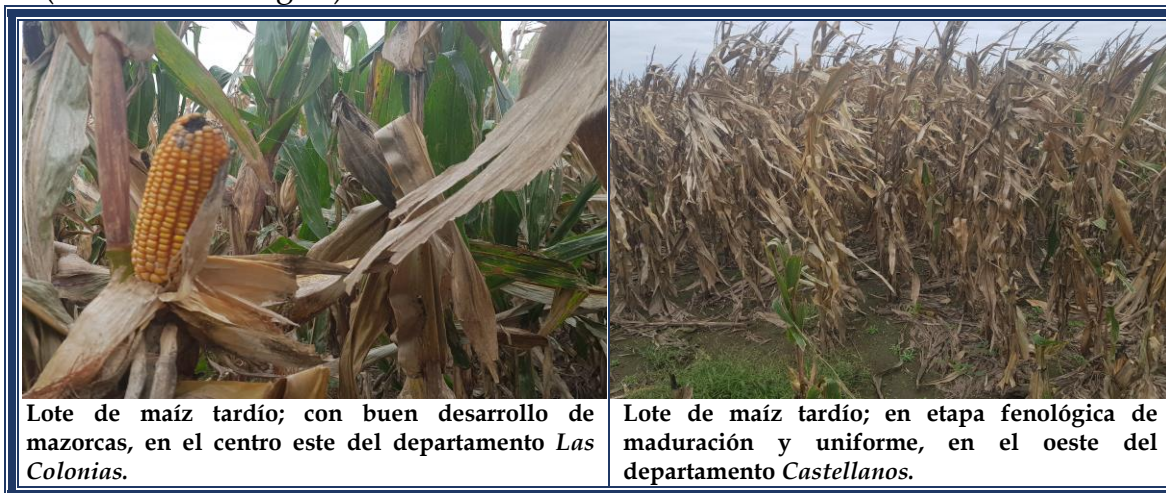 Lote de maíz tardío; con buen desarrollo de
mazorcas, en el centro este del departamento Las
Colonias.
Lote de maíz tardío; en etapa fenológica de
maduración y uniforme, en el oeste del
departamento Castellanos.